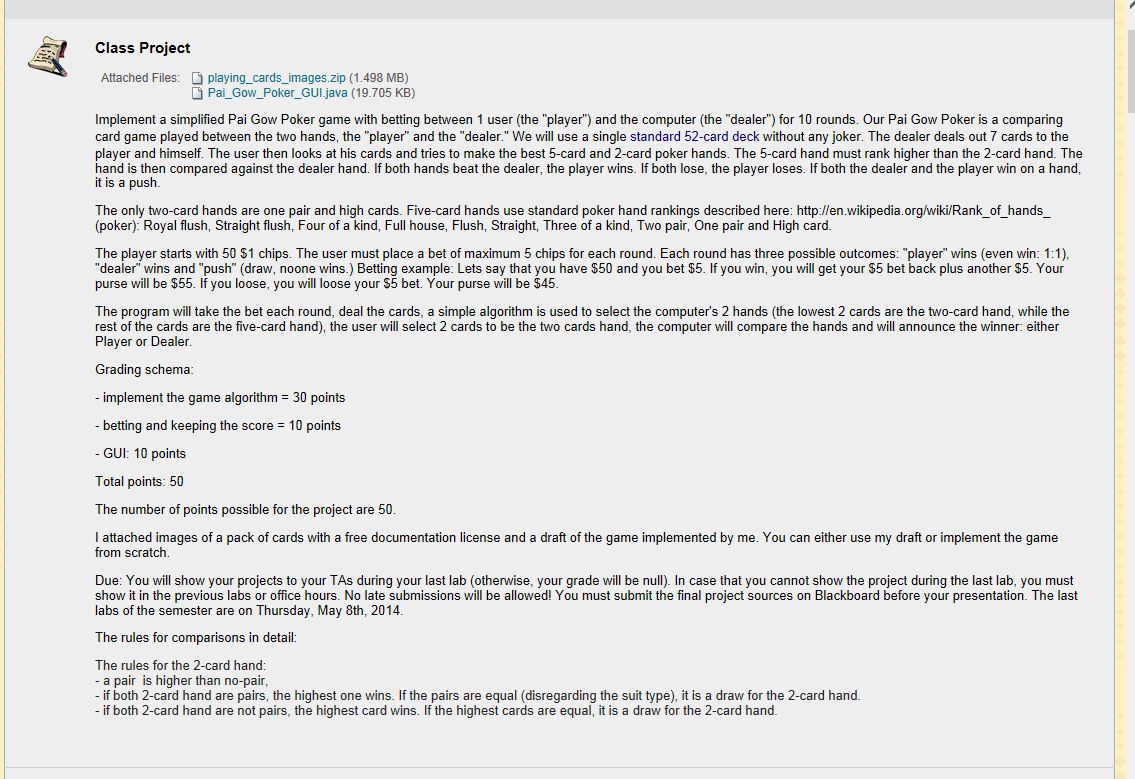 Class Project
Attached Files: playing_cards_images.zip (1.498 MB)
Pai_Gow_Poker_GUI.java (19.705 KB)
Implement a simplified Pai Gow Poker game with betting between 1 user (the "player") and the computer (the "dealer") for 10 rounds. Our Pai Gow Poker is a comparing
card game played between the two hands, the "player" and the "dealer." We will use a single standard 52-card deck without any joker. The dealer deals out 7 cards to the
player and himself. The user then looks at his cards and tries to make the best 5-card and 2-card poker hands. The 5-card hand must rank higher than the 2-card hand. The
hand is then compared against the dealer hand. If both hands beat the dealer, the player wins. If both lose, the player loses. If both the dealer and the player win on a hand,
it is a push.
The only two-card hands are one pair and high cards. Five-card hands use standard poker hand rankings described here: http://en.wikipedia.org/wiki/Rank_of_hands_
(poker): Royal flush, Straight flush, Four of a kind, Full house, Flush, Straight, Three of a kind, Two pair, One pair and High card.
The player starts with 50 $1 chips. The user must place a bet of maximum 5 chips for each round. Each round has three possible outcomes: "player" wins (even win: 1:1),
"dealer" wins and "push" (draw, noone wins.) Betting example: Lets say that you have $50 and you bet $5. If you win, you will get your $5 bet back plus another $5. Your
purse will be $55. If you loose, you will loose your $5 bet. Your purse will be $45.
The program will take the bet each round, deal the cards, a simple algorithm is used to select the computer's 2 hands (the lowest 2 cards are the two-card hand, while the
rest of the cards are the five-card hand), the user will select 2 cards to be the two cards hand, the computer will compare the hands and will announce the winner: either
Player or Dealer.
Grading schema:
- implement the game algorithm = 30 points
- betting and keeping the score = 10 points
- GUI: 10 points
Total points: 50
The number of points possible for the project are 50.
I attached images of a pack of cards with a free documentation license and a draft of the game implemented by me. You can either use my draft or implement the game
from scratch.
Due: You will show your projects to your TAs during your last lab (otherwise, your grade will be null). In case that you cannot show the project during the last lab, you must
show it in the previous labs or office hours. No late submissions will be allowed! You must submit the final project sources on Blackboard before your presentation. The last
labs of the semester are on Thursday, May 8th, 2014.
The rules for comparisons in detail:
The rules for the 2-card hand:
- a pair  is higher than no-pair,
- if both 2-card hand are pairs, the highest one wins. If the pairs are equal (disregarding the suit type), it is a draw for the 2-card hand.
- if both 2-card hand are not pairs, the highest card wins. If the highest cards are equal, it is a draw for the 2-card hand.